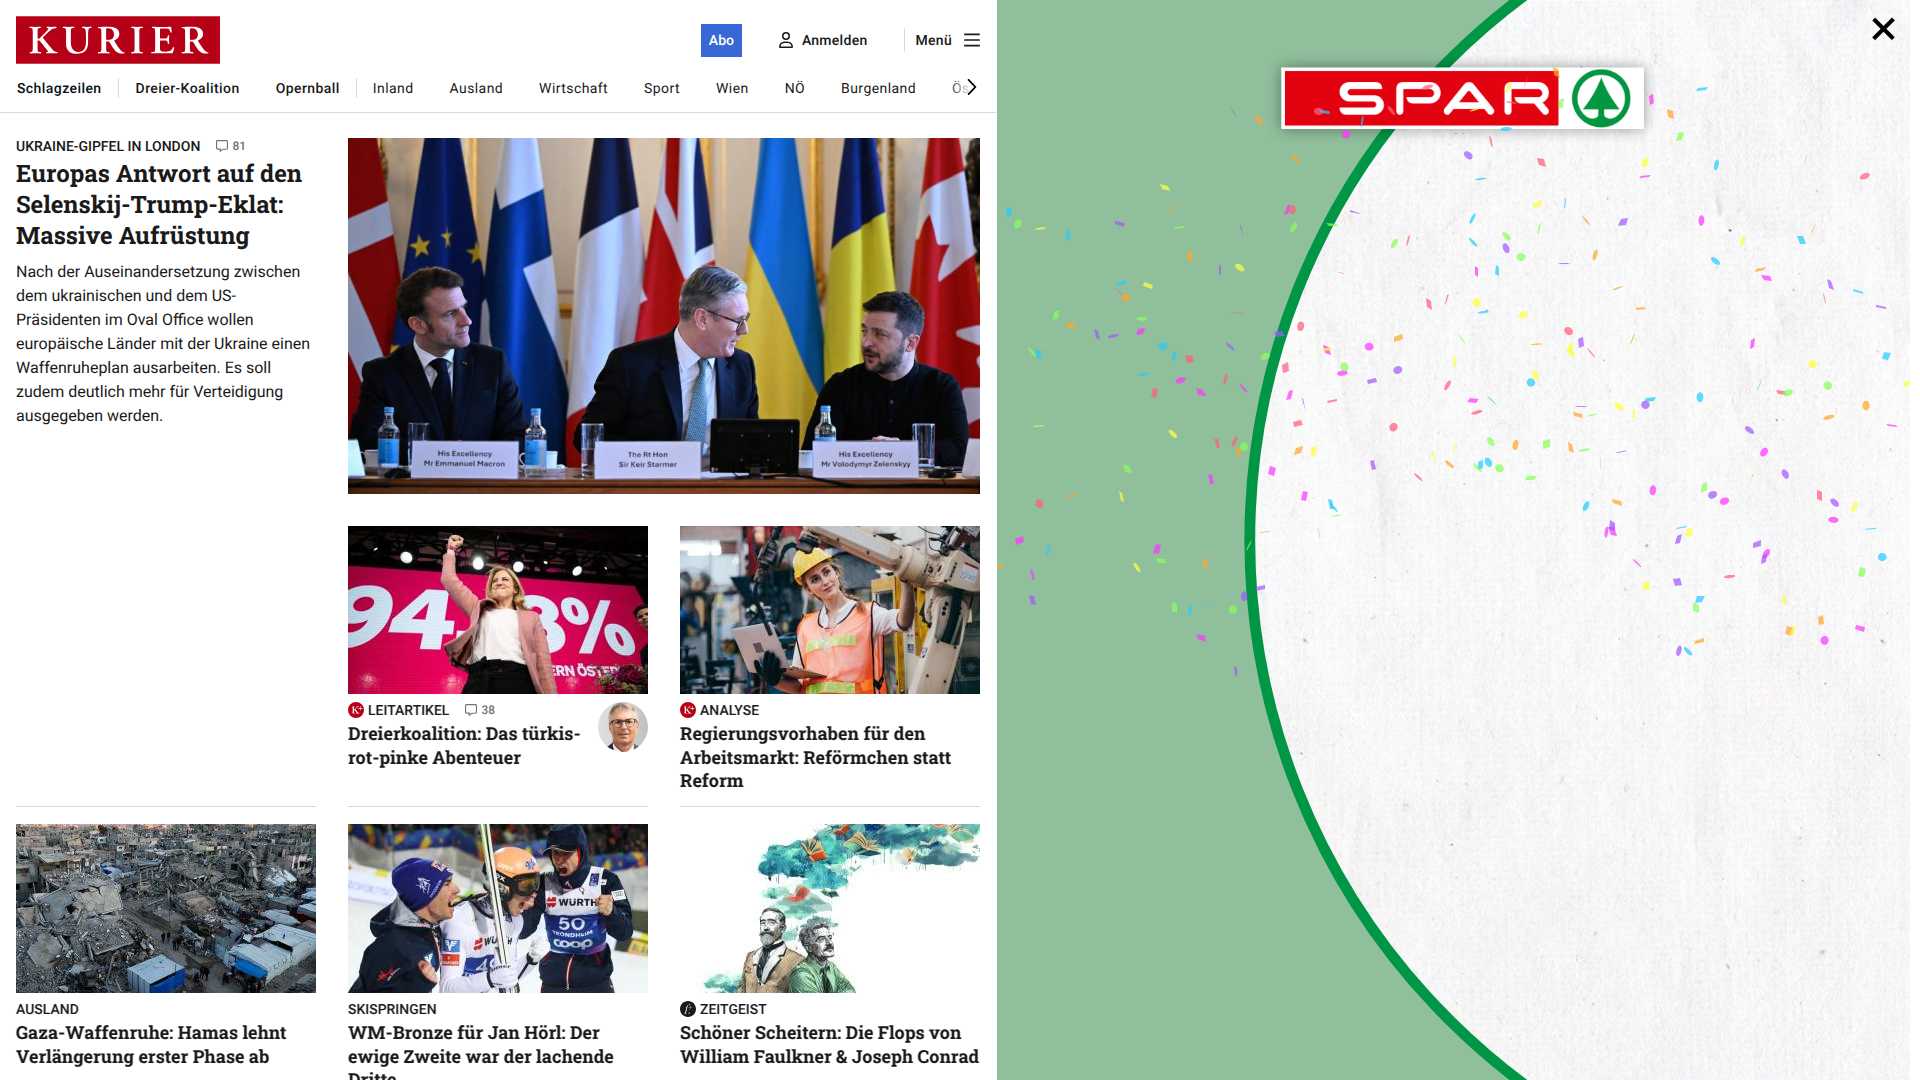 KURIER
Abo
Anmelden
Menü
Schlagzeilen
Dreier-Koalition
Opernball
Inland
Ausland
Wirtschaft
Sport
Wien
NÖ
Burgenland
SPAR
UKRAINE-GIPFEL IN LONDON 81
Europas Antwort auf den
Selenskij-Trump-Eklat:
Massive Aufrüstung
Nach der Auseinandersetzung zwischen
dem ukrainischen und dem US-
Präsidenten im Oval Office wollen
europäische Länder mit der Ukraine einen
Waffenruheplan ausarbeiten. Es soll
zudem deutlich mehr für Verteidigung
ausgegeben werden.
His Excellency
Mr Emmanuel Macron
The Rt Hon
Sir Keir Starmer
His Excellency
Mr Volodymyr Zelenskyy
K+ LEITARTIKEL 38
Dreierkoalition: Das türkis-
rot-pinke Abenteuer
K+ ANALYSE
Regierungsvorhaben für den
Arbeitsmarkt: Reförmchen statt
Reform
WÜRTH
50
TRONDHEIM
coop
AUSLAND
Gaza-Waffenruhe: Hamas lehnt
Verlängerung erster Phase ab
SKISPRINGEN
WM-Bronze für Jan Hörl: Der
ewige Zweite war der lachende
Dritte
ZEITGEIST
Schöner Scheitern: Die Flops von
William Faulkner & Joseph Conrad